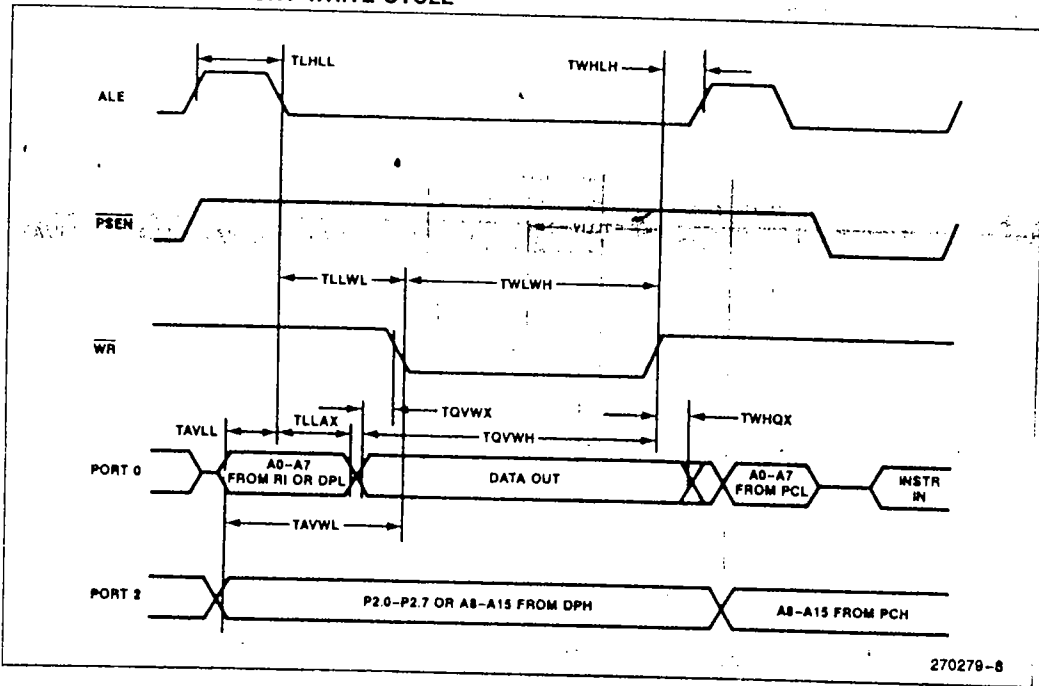 TLHLL
TWHLH
ALE
PSEN
TLLIV
TLLWL
TWLWH
WR
TQVWX
TWHQX
TAVLL
TLLAX
TQVWH
PORT 0
A0–A7
FROM RI OR DPL
DATA OUT
A0–A7
FROM PCL
INSTR
IN
TAVWL
PORT 2
P2.0–P2.7 OR A8–A15 FROM DPH
A8–A15 FROM PCH
270279–8